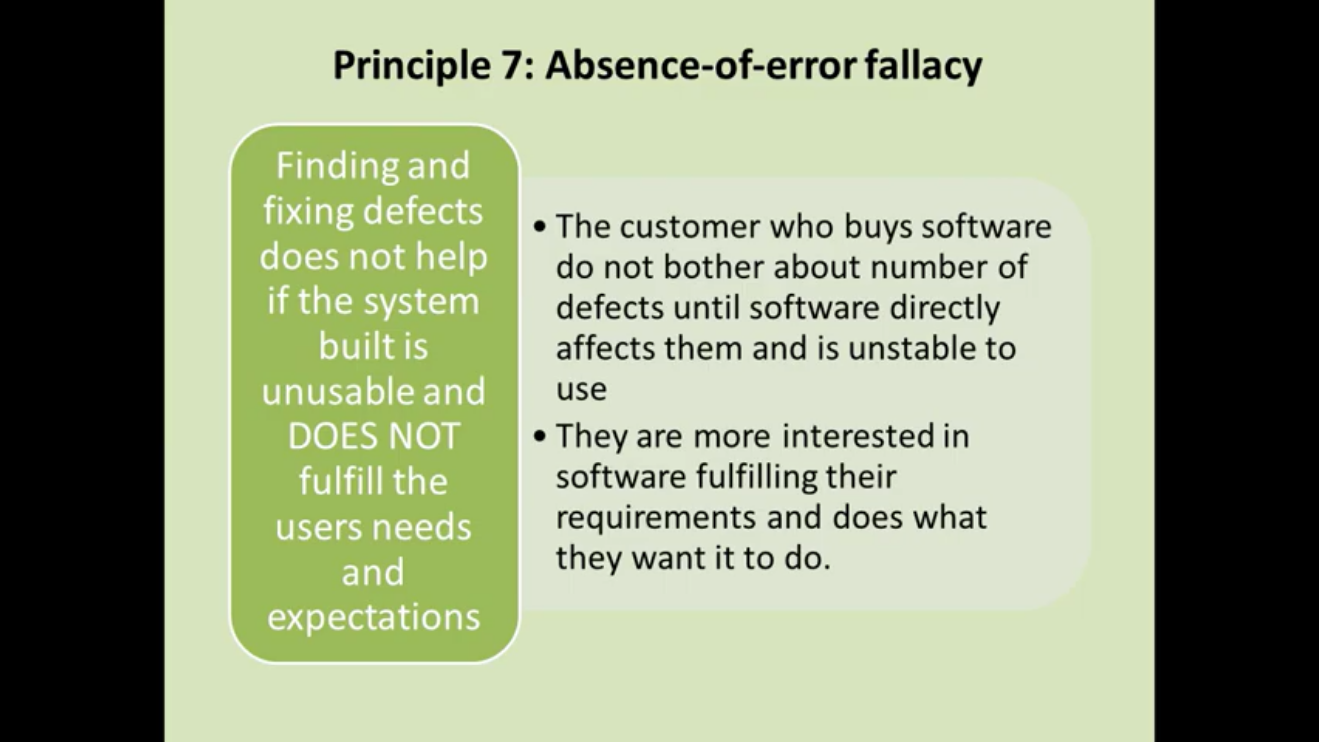 Principle 7: Absence-of-error fallacy
Finding and
fixing defects
does not help
if the system
built is
unusable and
DOES NOT
fulfill the
users needs
and
expectations
• The customer who buys software
do not bother about number of
defects until software directly
affects them and is unstable to
use
• They are more interested in
software fulfilling their
requirements and does what
they want it to do.